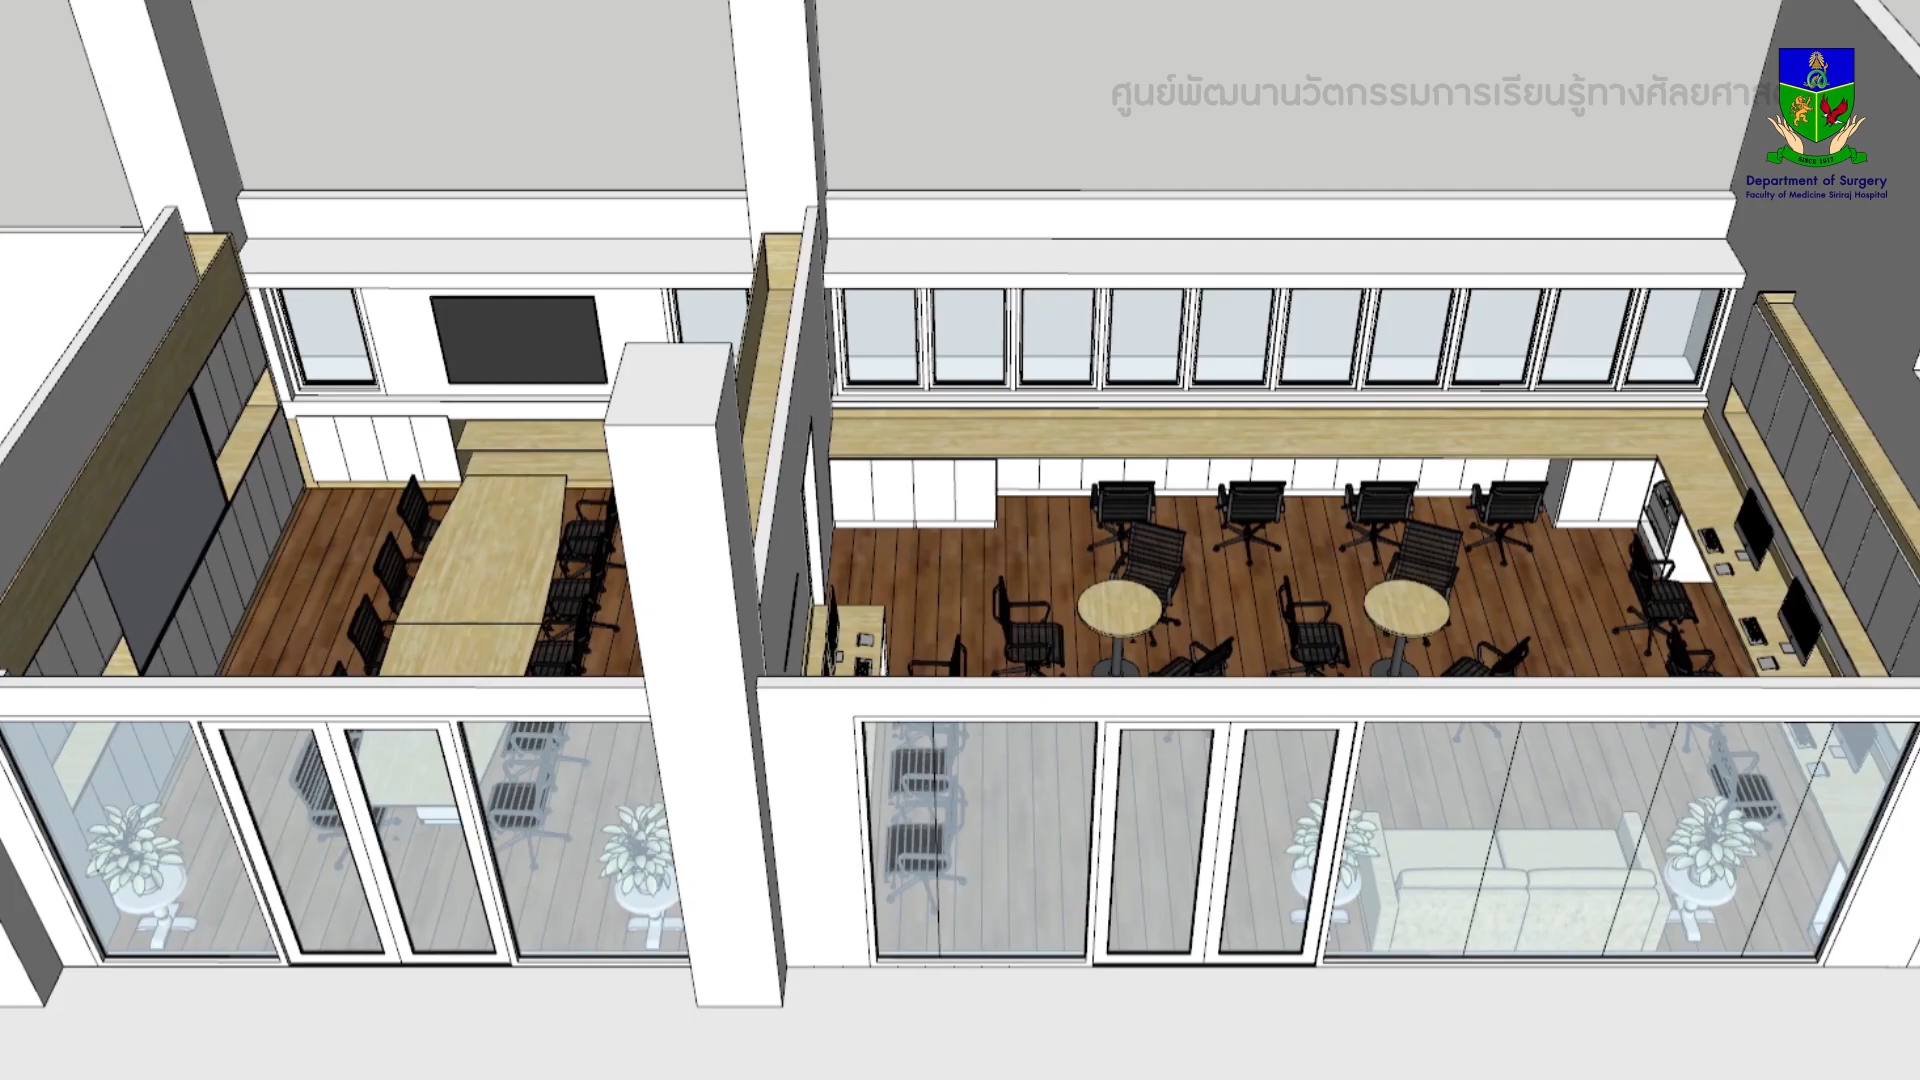 ศูนย์พัฒนานวัตกรรมการเรียนรู้ทางศัลยศาส
SINCE 1917
Department of Surgery
Faculty of Medicine Siriraj Hospital